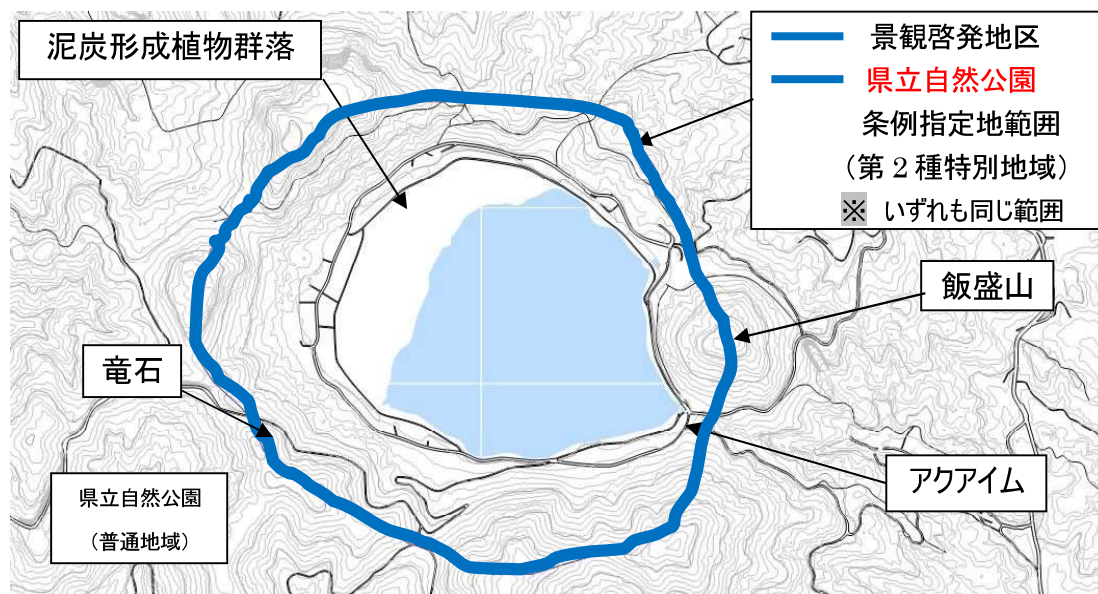 泥炭形成植物群落
景観啓発地区
県立自然公園
条例指定地範囲
（第２種特別地域）
※ いずれも同じ範囲
飯盛山
竜石
アクアイム
県立自然公園
（普通地域）